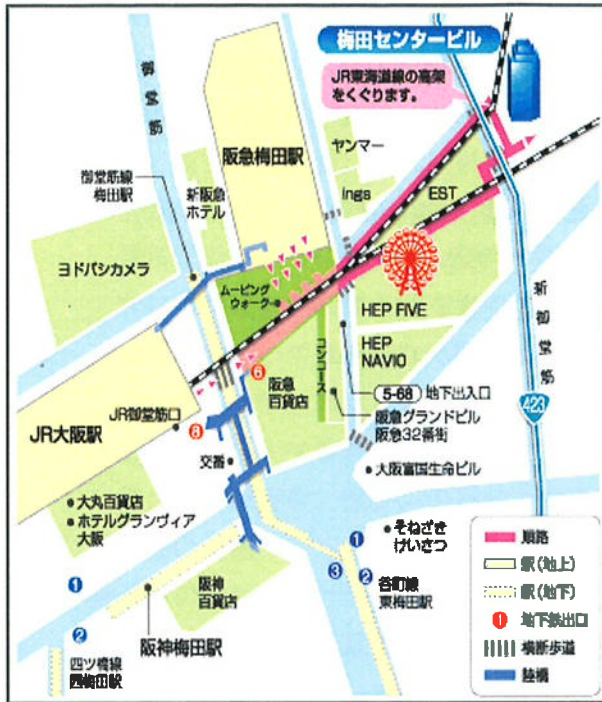 梅田センタービル
JR東海道線の高架
をくぐります。
御堂筋
阪急梅田駅
ヤンマー
ings
EST
御堂筋線
梅田駅
新阪急
ホテル
ヨドバシカメラ
ムービング
ウォーク
HEP FIVE
HEP
NAVIO
新御堂筋
コンコース
6
阪急
百貨店
5-68 地下出入口
阪急グランドビル
阪急32番街
423
JR御堂筋口
8
JR大阪駅
交番
大阪富国生命ビル
大丸百貨店
ホテルグランヴィア
大阪
そねざき
けいさつ
1
1
3
2
谷町線
東梅田駅
阪神
百貨店
2
阪神梅田駅
四ツ橋線
西梅田駅
順路
駅(地上)
駅(地下)
1 地下鉄出口
横断歩道
陸橋